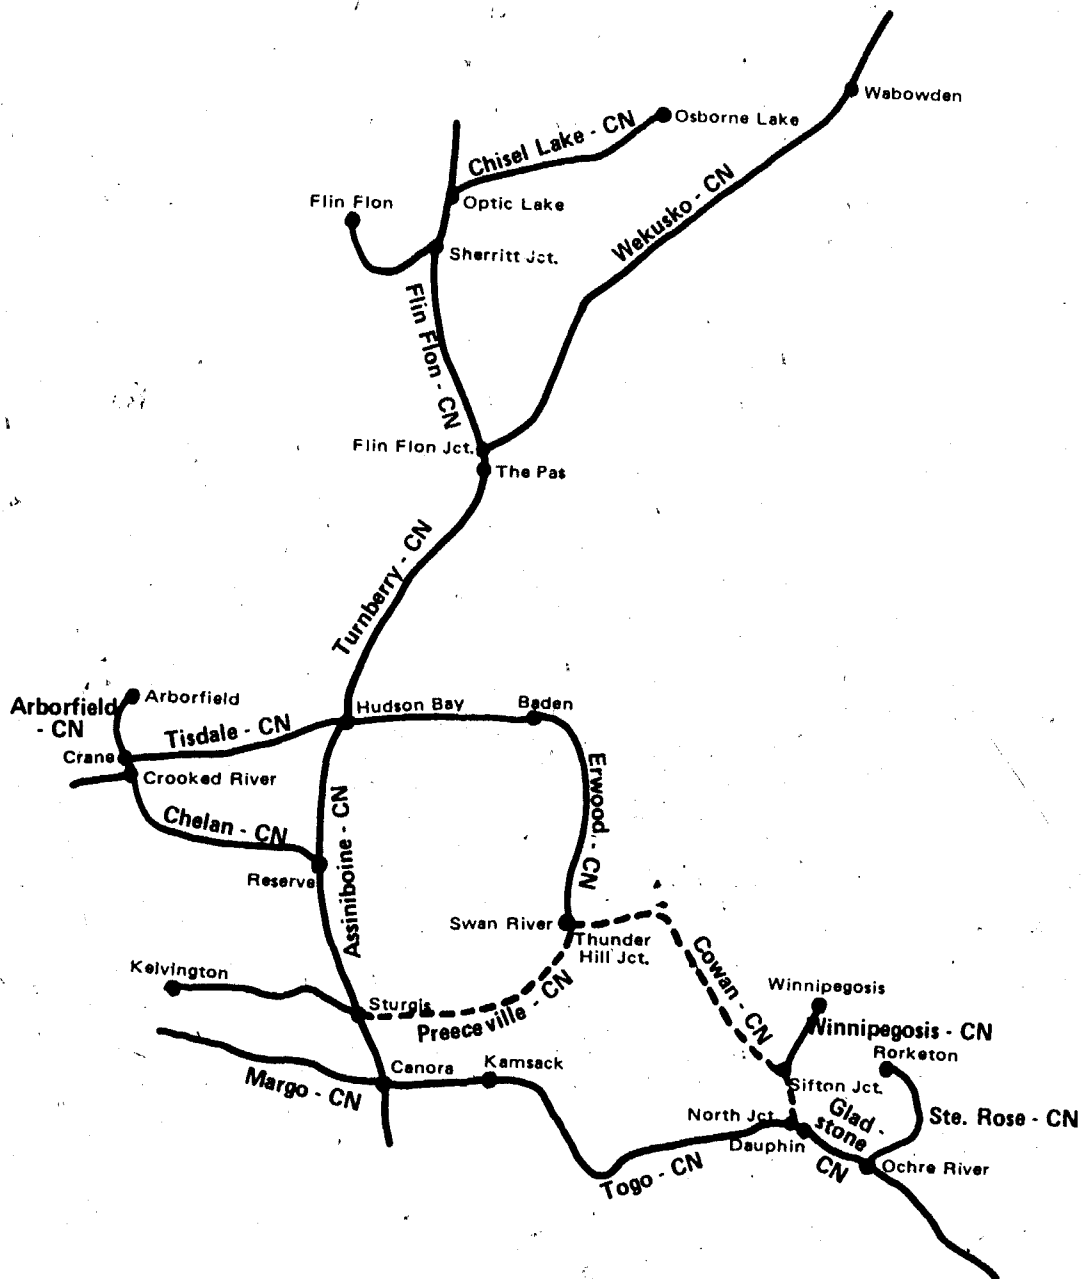 Wabowden
Osborne Lake
Chisel Lake - CN
Flin Flon
Optic Lake
Wekusko - CN
Sherritt Jct.
Flin Flon - CN
Flin Flon Jct.
The Pas
Turnberry - CN
Arborfield
Arborfield
- CN
Hudson Bay
Baden
Tisdale - CN
Crane
Crooked River
Erwood - CN
Chelan - CN
Assiniboine - CN
Reserve
Swan River
Thunder
Hill Jct.
Cowan - CN
Kelvington
Sturgis
Preeceville - CN
Winnipegosis
Winnipegosis - CN
Rorketon
Canora
Kamsack
Margo - CN
Sifton Jct.
Glad -
stone
CN
Ste. Rose - CN
North Jct.
Dauphin
Togo - CN
Ochre River